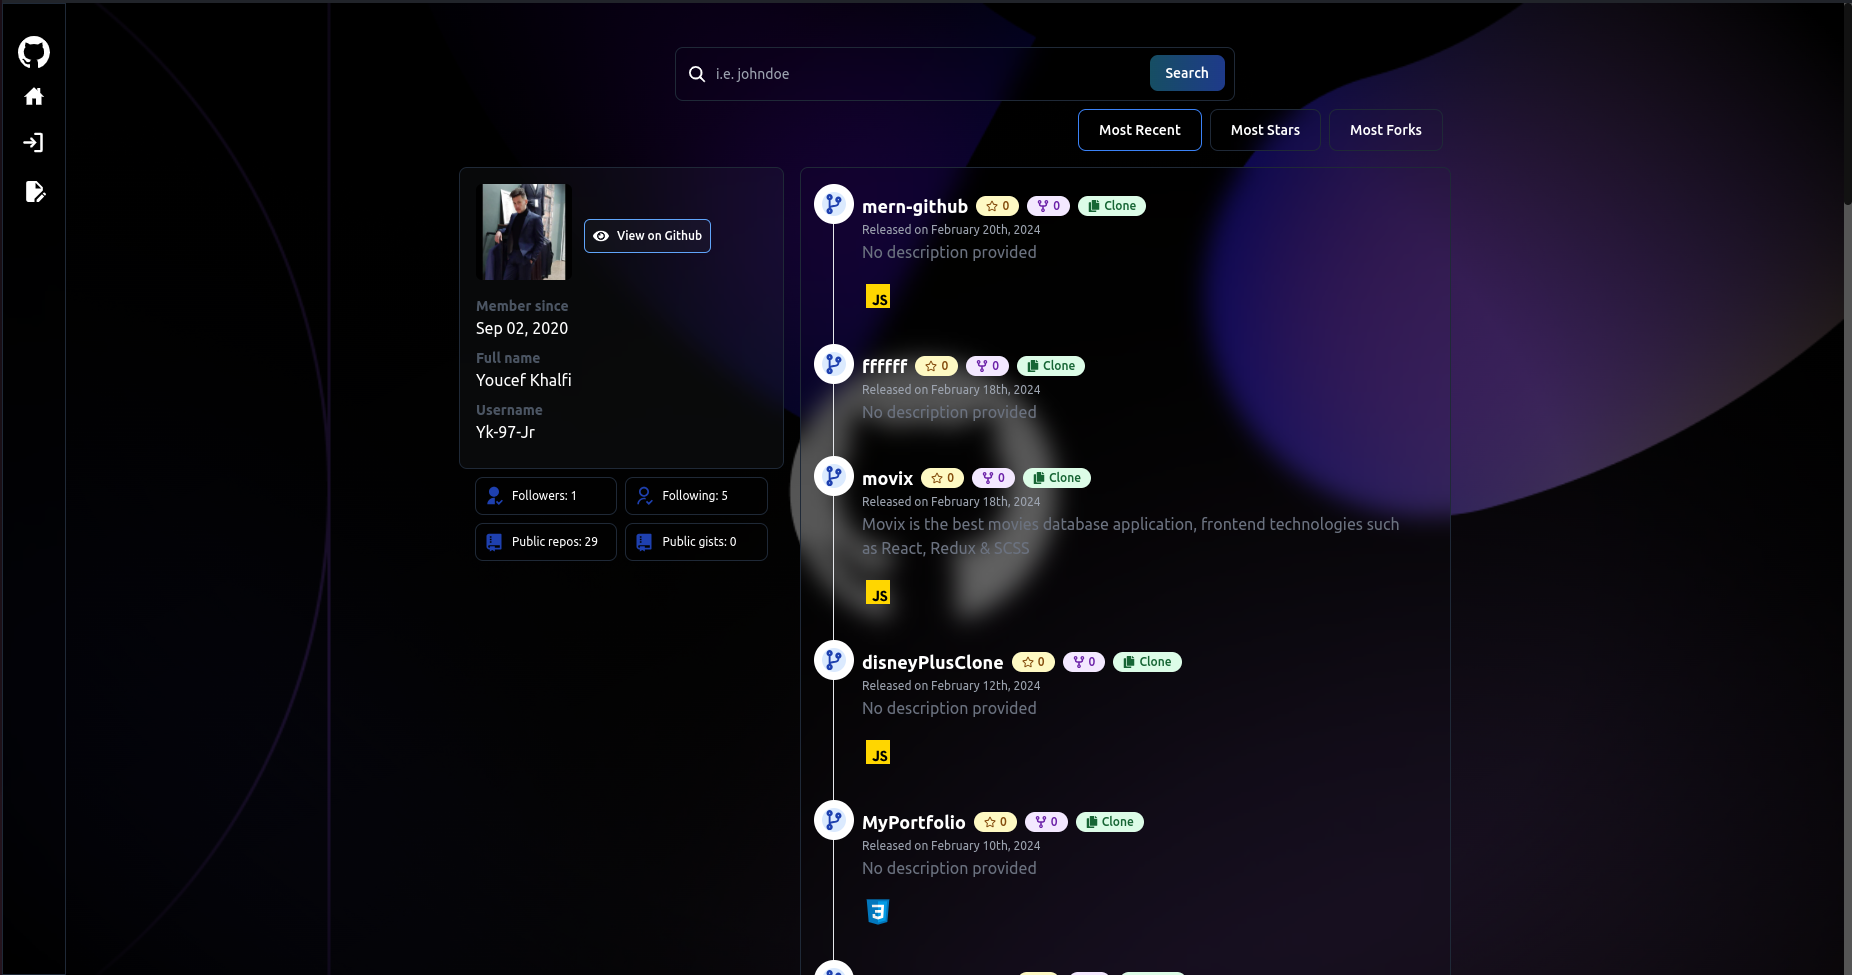 i.e. johndoe
Search
Most Recent
Most Stars
Most Forks
View on Github
Member since
Sep 02, 2020
Full name
Youcef Khalfi
Username
Yk-97-Jr
Followers: 1
Following: 5
Public repos: 29
Public gists: 0
mern-github 0 0 Clone
Released on February 20th, 2024
No description provided
JS
ffffff 0 0 Clone
Released on February 18th, 2024
No description provided
movix 0 0 Clone
Released on February 18th, 2024
Movix is the best movies database application, frontend technologies such
as React, Redux & SCSS
JS
disneyPlusClone 0 0 Clone
Released on February 12th, 2024
No description provided
JS
MyPortfolio 0 0 Clone
Released on February 10th, 2024
No description provided
3